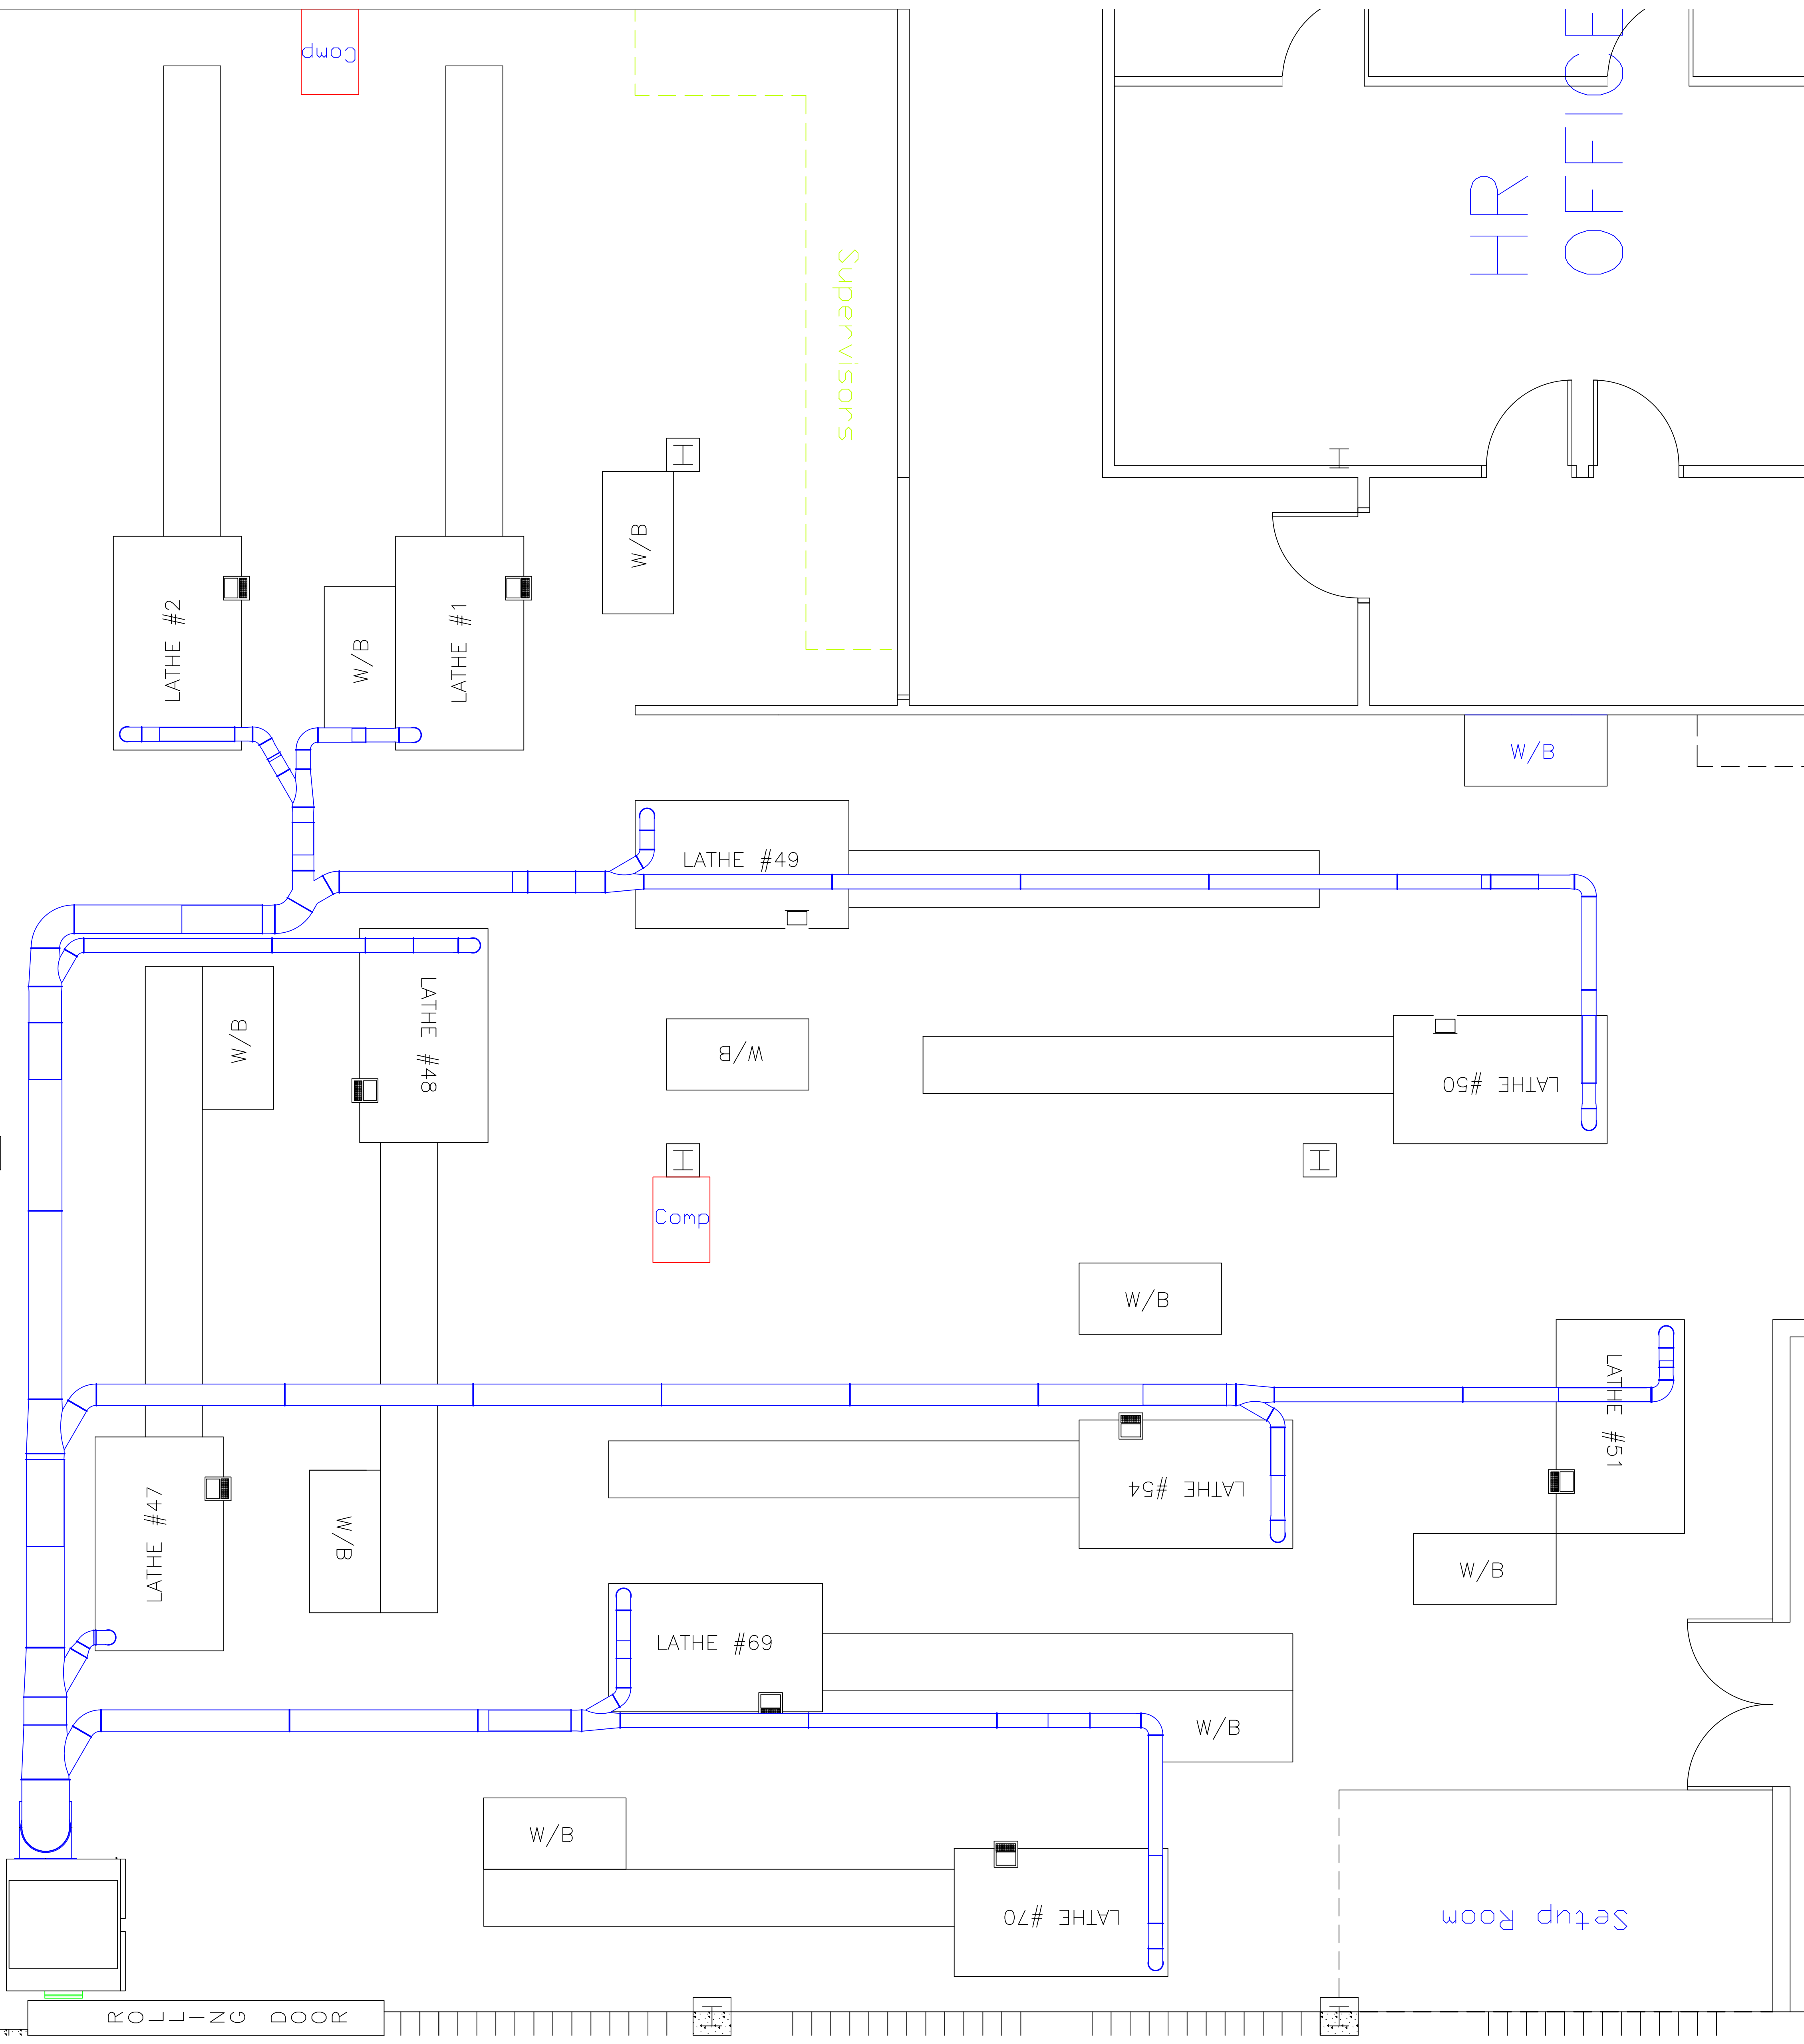 Comp
HR
OFFICE
Supervisors
W/B
LATHE #2
W/B
LATHE #1
W/B
LATHE #49
LATHE #48
W/B
W/B
LATHE #50
Comp
W/B
LATHE #51
LATHE #47
W/B
LATHE #54
W/B
LATHE #69
W/B
W/B
LATHE #70
Setup Room
ROLLING DOOR